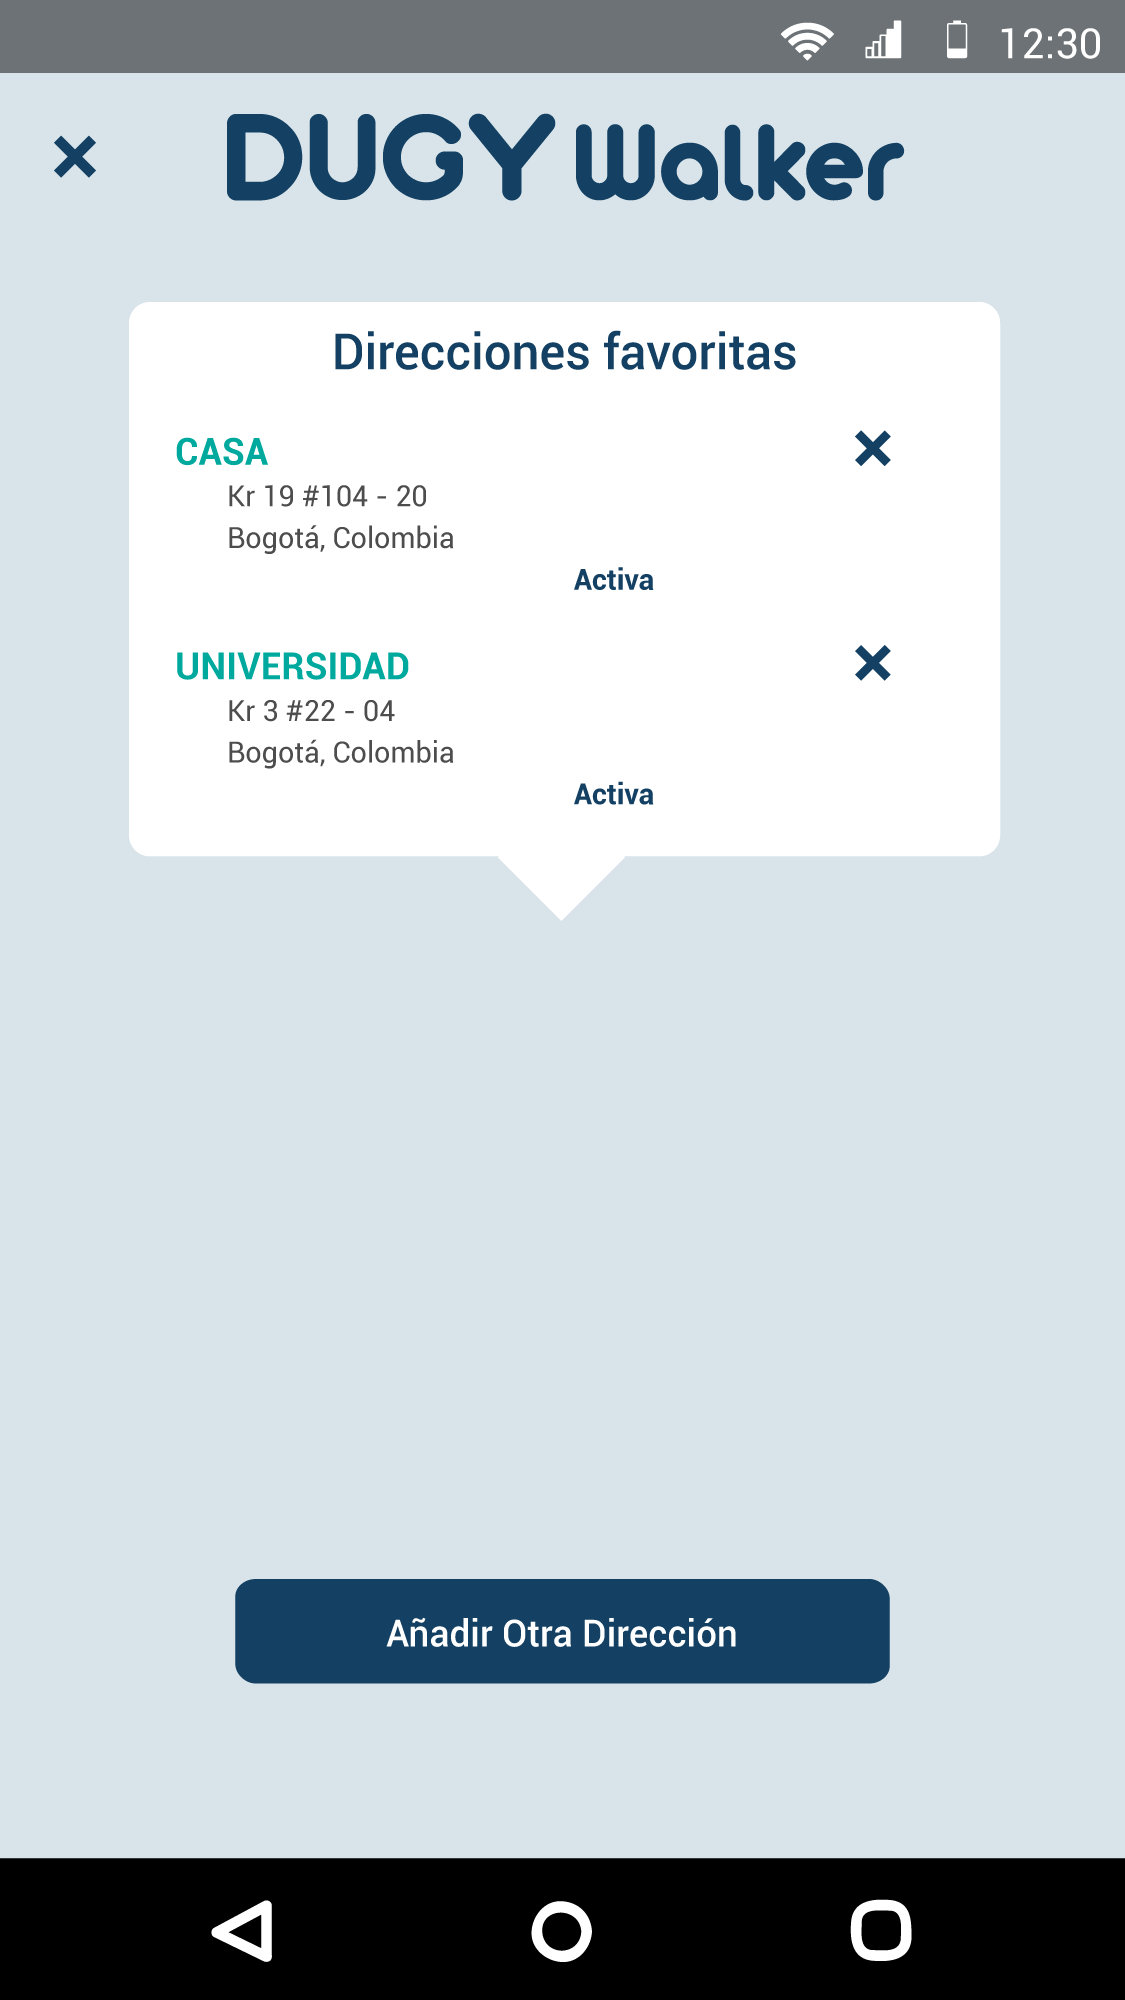 12:30
DUGY Walker
Direcciones favoritas
CASA
Kr 19 #104 - 20
Bogotá, Colombia
Activa
UNIVERSIDAD
Kr 3 #22 - 04
Bogotá, Colombia
Activa
Añadir Otra Dirección